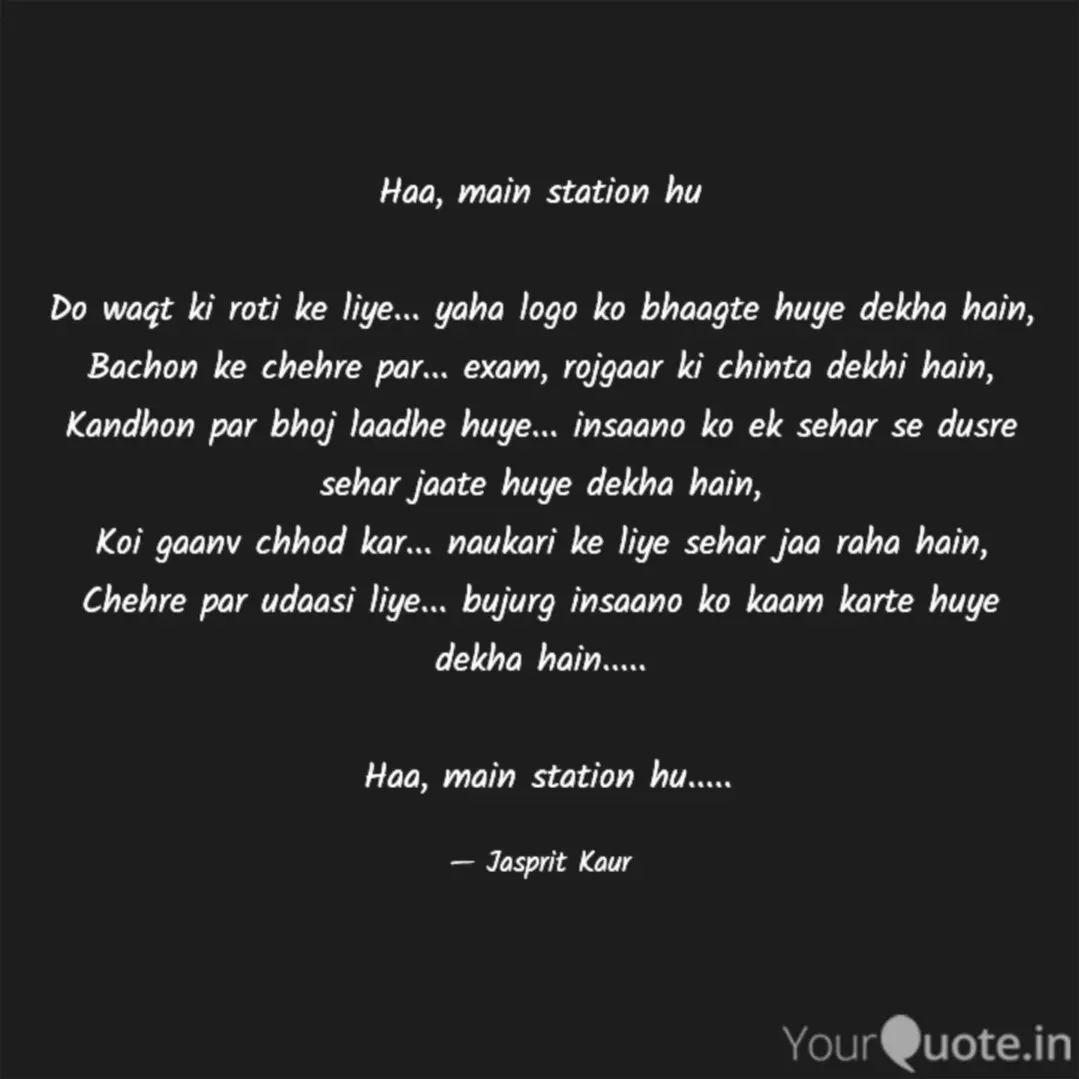 Haa, main station hu
Do waqt ki roti ke liye... yaha logo ko bhaagte huye dekha hain,
Bachon ke chehre par... exam, rojgaar ki chinta dekhi hain,
Kandhon par bhoj laadhe huye... insaano ko ek sehar se dusre
sehar jaate huye dekha hain,
Koi gaanv chhod kar... naukari ke liye sehar jaa raha hain,
Chehre par udaasi liye... bujurg insaano ko kaam karte huye
dekha hain.....
Haa, main station hu.....
— Jasprit Kaur
YourQuote.in